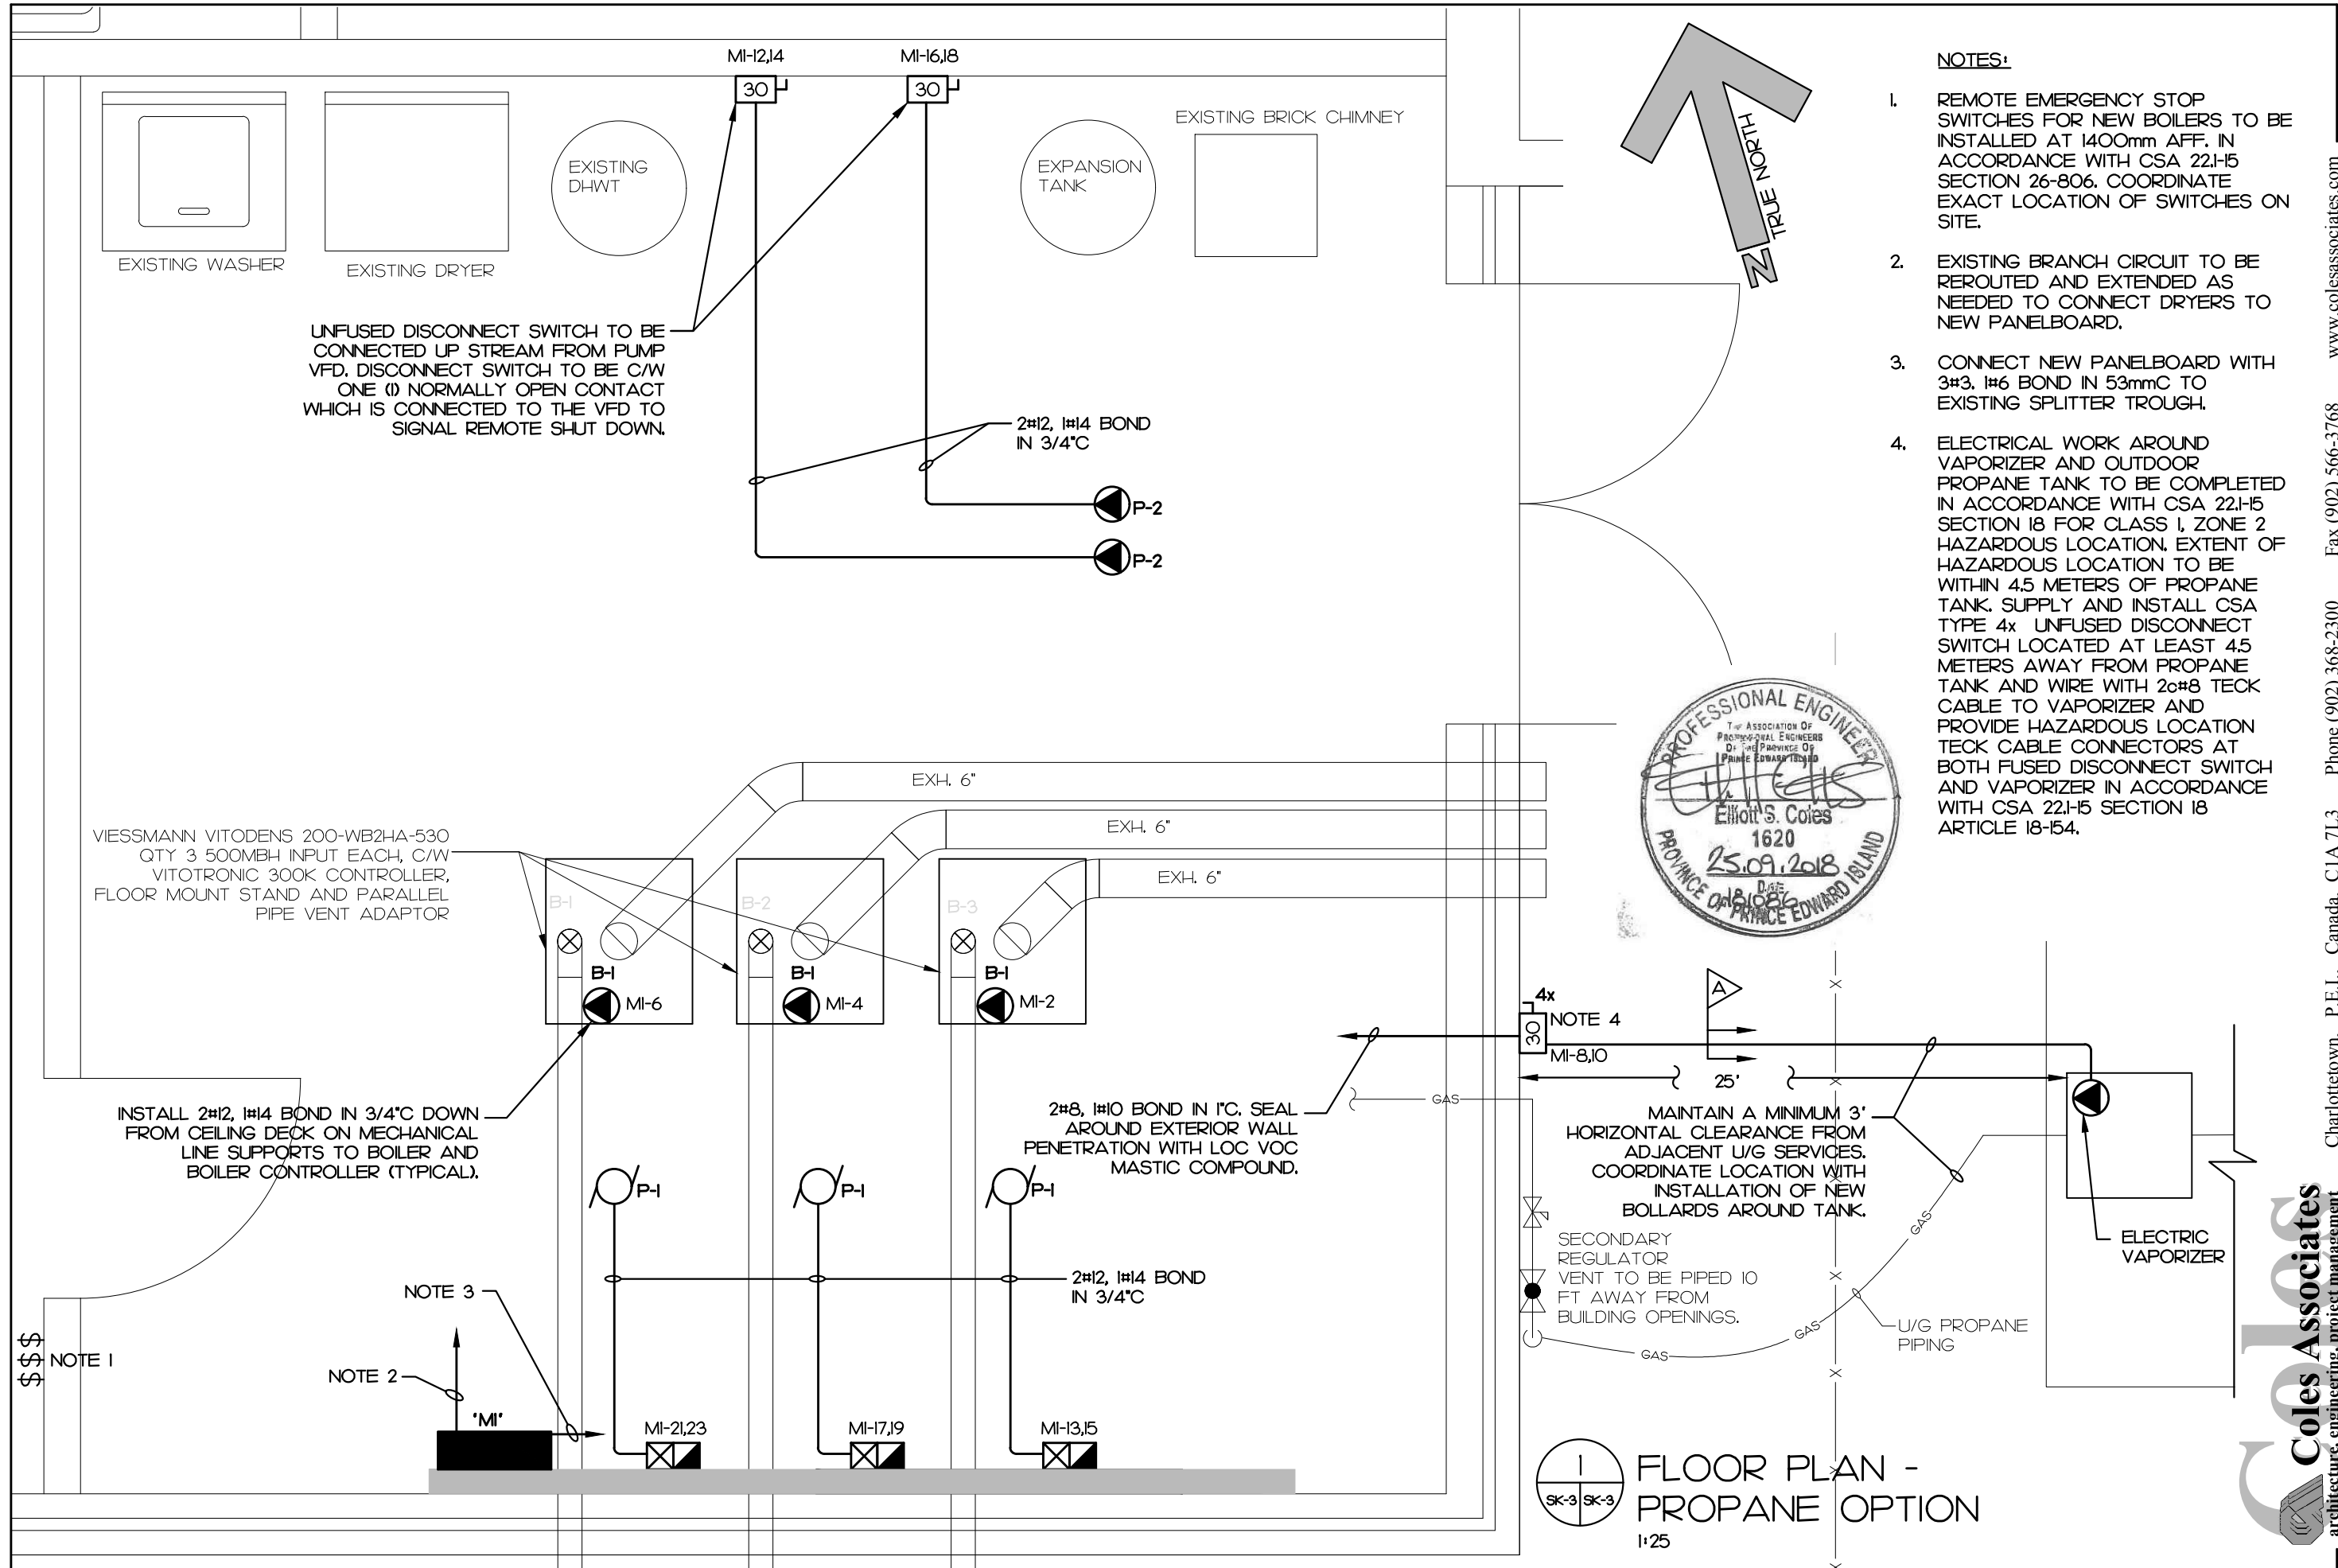 MI-12,14
MI-16,18
30
30
EXISTING WASHER
EXISTING DRYER
EXISTING
DHWT
EXPANSION
TANK
EXISTING BRICK CHIMNEY
UNFUSED DISCONNECT SWITCH TO BE
CONNECTED UP STREAM FROM PUMP
VFD. DISCONNECT SWITCH TO BE C/W
ONE (1) NORMALLY OPEN CONTACT
WHICH IS CONNECTED TO THE VFD TO
SIGNAL REMOTE SHUT DOWN.
2#12, 1#14 BOND
IN 3/4"C
P-2
P-2
TRUE NORTH
N
NOTES:
1. REMOTE EMERGENCY STOP
SWITCHES FOR NEW BOILERS TO BE
INSTALLED AT 1400mm AFF. IN
ACCORDANCE WITH CSA 22.1-15
SECTION 26-806. COORDINATE
EXACT LOCATION OF SWITCHES ON
SITE.
2. EXISTING BRANCH CIRCUIT TO BE
REROUTED AND EXTENDED AS
NEEDED TO CONNECT DRYERS TO
NEW PANELBOARD.
3. CONNECT NEW PANELBOARD WITH
3#3. 1#6 BOND IN 53mmC TO
EXISTING SPLITTER TROUGH.
4. ELECTRICAL WORK AROUND
VAPORIZER AND OUTDOOR
PROPANE TANK TO BE COMPLETED
IN ACCORDANCE WITH CSA 22.1-15
SECTION 18 FOR CLASS 1, ZONE 2
HAZARDOUS LOCATION. EXTENT OF
HAZARDOUS LOCATION TO BE
WITHIN 4.5 METERS OF PROPANE
TANK. SUPPLY AND INSTALL CSA
TYPE 4x UNFUSED DISCONNECT
SWITCH LOCATED AT LEAST 4.5
METERS AWAY FROM PROPANE
TANK AND WIRE WITH 2c#8 TECK
CABLE TO VAPORIZER AND
PROVIDE HAZARDOUS LOCATION
TECK CABLE CONNECTORS AT
BOTH FUSED DISCONNECT SWITCH
AND VAPORIZER IN ACCORDANCE
WITH CSA 22.1-15 SECTION 18
ARTICLE 18-154.
PROFESSIONAL ENGINEER
THE ASSOCIATION OF
PROFESSIONAL ENGINEERS
OF THE PROVINCE OF
PRINCE EDWARD ISLAND
Elliott S. Coles
1620
25.09.2018
DATE
181086
PROVINCE OF PRINCE EDWARD ISLAND
EXH. 6"
EXH. 6"
EXH. 6"
VIESSMANN VITODENS 200-WB2HA-530
QTY 3 500MBH INPUT EACH, C/W
VITOTRONIC 300K CONTROLLER,
FLOOR MOUNT STAND AND PARALLEL
PIPE VENT ADAPTOR
B-1
B-2
B-3
B-1
B-1
B-1
MI-6
MI-4
MI-2
INSTALL 2#12, 1#14 BOND IN 3/4"C DOWN
FROM CEILING DECK ON MECHANICAL
LINE SUPPORTS TO BOILER AND
BOILER CONTROLLER (TYPICAL).
2#8, 1#10 BOND IN 1"C. SEAL
AROUND EXTERIOR WALL
PENETRATION WITH LOC VOC
MASTIC COMPOUND.
4x
30
NOTE 4
MI-8,10
A
25'
GAS
MAINTAIN A MINIMUM 3'
HORIZONTAL CLEARANCE FROM
ADJACENT U/G SERVICES.
COORDINATE LOCATION WITH
INSTALLATION OF NEW
BOLLARDS AROUND TANK.
ELECTRIC
VAPORIZER
SECONDARY
REGULATOR
VENT TO BE PIPED 10
FT AWAY FROM
BUILDING OPENINGS.
GAS
GAS
GAS
U/G PROPANE
PIPING
P-1
P-1
P-1
2#12, 1#14 BOND
IN 3/4"C
NOTE 3
NOTE 2
$$$ NOTE 1
'MI'
MI-21,23
MI-17,19
MI-13,15
1
SK-3 SK-3
FLOOR PLAN -
PROPANE OPTION
1:25
Coles
Coles Associates
architecture, engineering, project management
Charlottetown, P.E.I., Canada, C1A 7L3 Phone (902) 368-2300 Fax (902) 566-3768 www.colesassociates.com